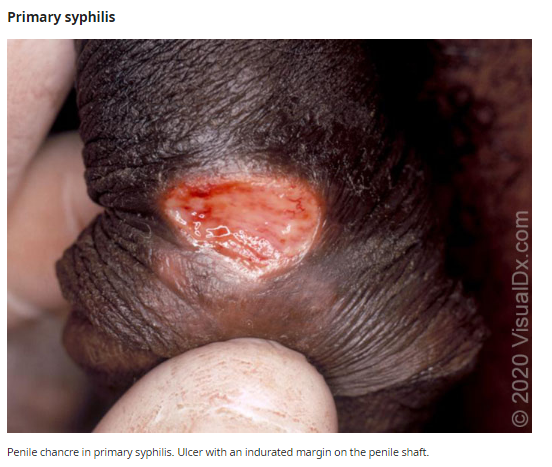 Primary syphilis
© 2020 VisualDx.com
Penile chancre in primary syphilis. Ulcer with an indurated margin on the penile shaft.